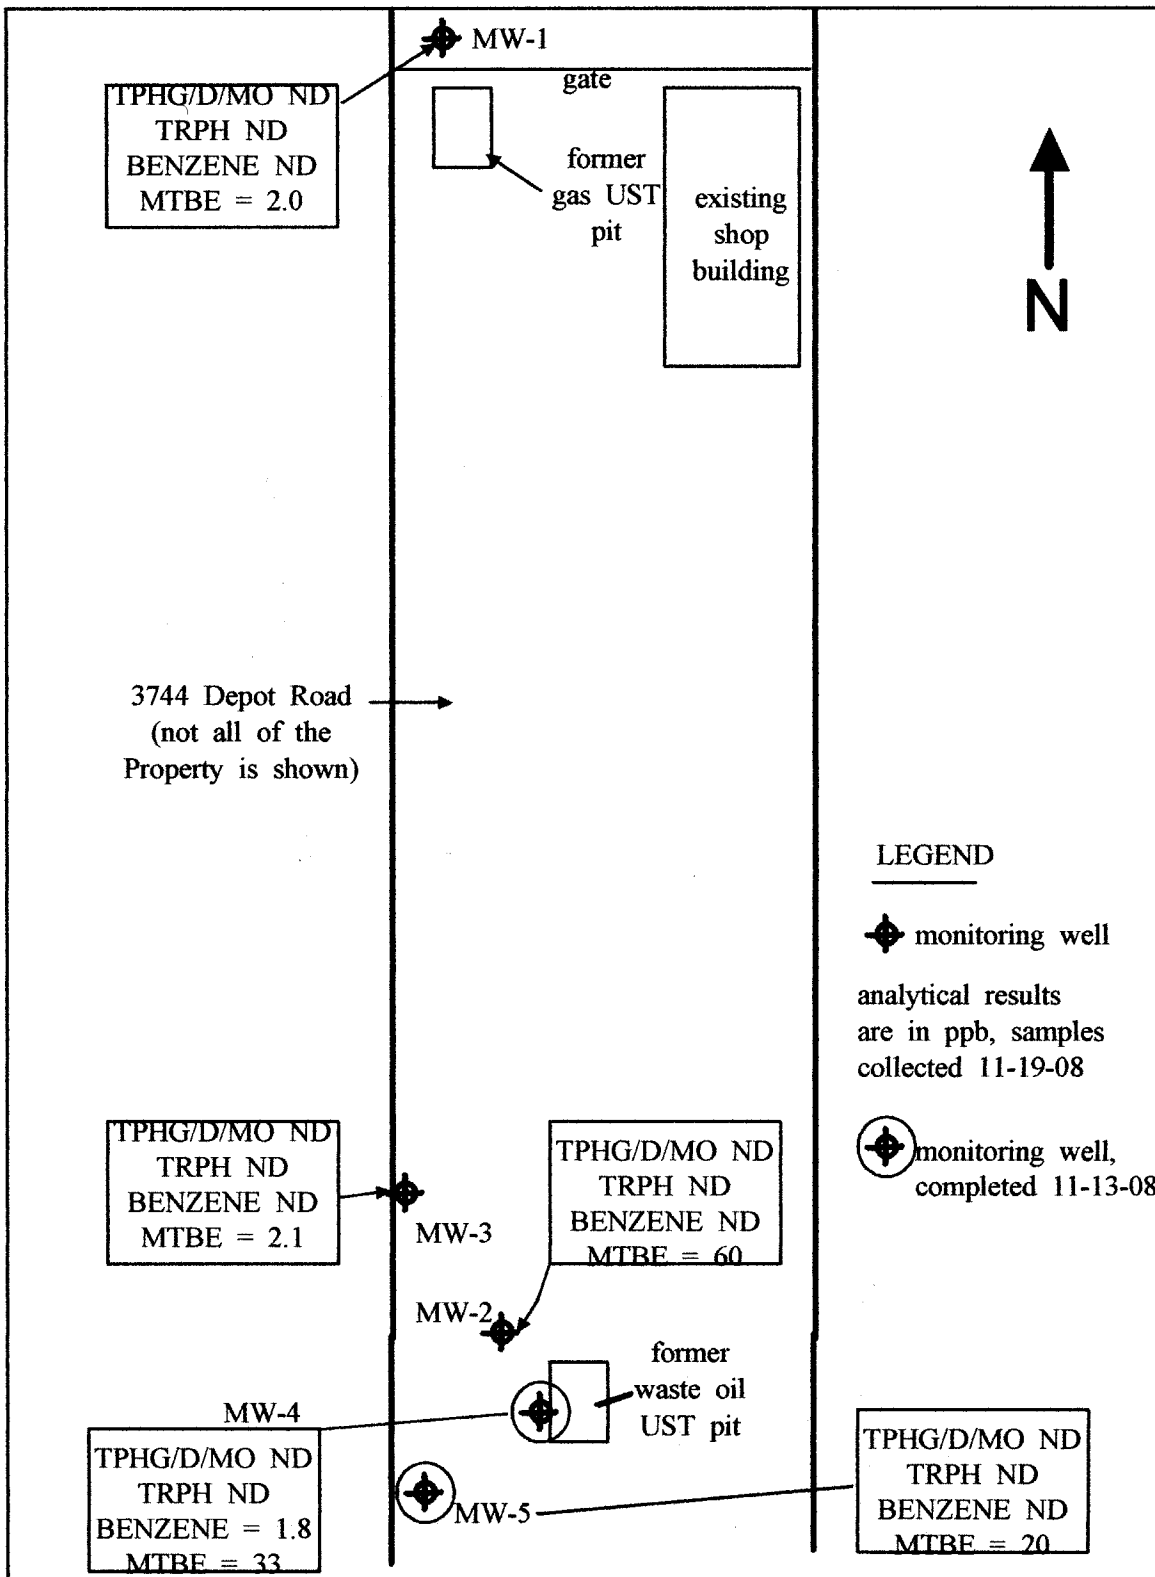 MW-1
gate
TPHG/D/MO ND
TRPH ND
BENZENE ND
MTBE = 2.0
former
gas UST
pit
existing
shop
building
N
3744 Depot Road
(not all of the
Property is shown)
LEGEND
monitoring well
analytical results
are in ppb, samples
collected 11-19-08
monitoring well,
completed 11-13-08
TPHG/D/MO ND
TRPH ND
BENZENE ND
MTBE = 2.1
MW-3
TPHG/D/MO ND
TRPH ND
BENZENE ND
MTBE = 60
MW-2
former
waste oil
UST pit
MW-4
TPHG/D/MO ND
TRPH ND
BENZENE = 1.8
MTBE = 33
MW-5
TPHG/D/MO ND
TRPH ND
BENZENE ND
MTBE = 20